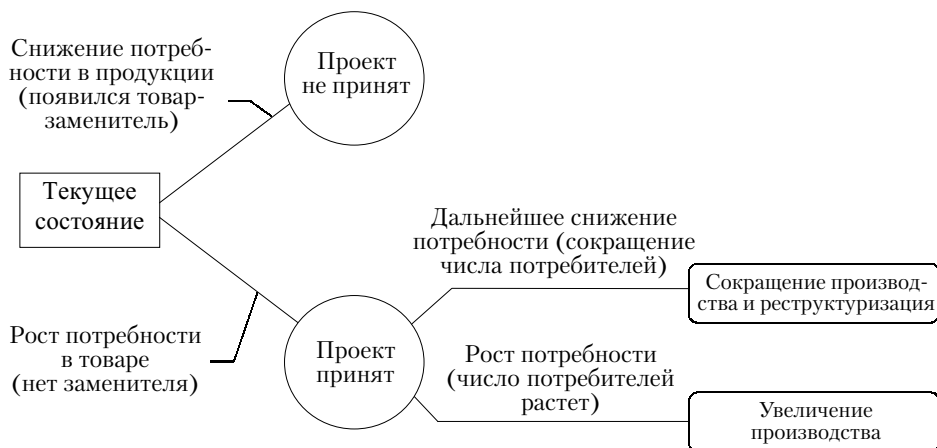 Снижение потреб-
ности в продукции
(появился товар-
заменитель)
Проект
не принят
Текущее
состояние
Рост потребности
в товаре
(нет заменителя)
Проект
принят
Дальнейшее снижение
потребности (сокращение
числа потребителей)
Сокращение производ-
ства и реструктуризация
Рост потребности
(число потребителей
растет)
Увеличение
производства